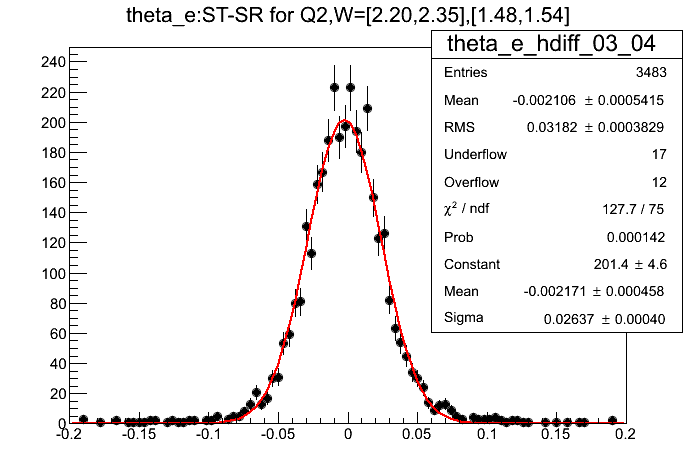 theta_e:ST-SR for Q2,W=[2.20,2.35],[1.48,1.54]
theta_e_hdiff_03_04
Entries 3483
Mean -0.002106 ± 0.0005415
RMS 0.03182 ± 0.0003829
Underflow 17
Overflow 12
χ² / ndf 127.7 / 75
Prob 0.000142
Constant 201.4 ± 4.6
Mean -0.002171 ± 0.000458
Sigma 0.02637 ± 0.00040
240
220
200
180
160
140
120
100
80
60
40
20
0
-0.2 -0.15 -0.1 -0.05 0 0.05 0.1 0.15 0.2